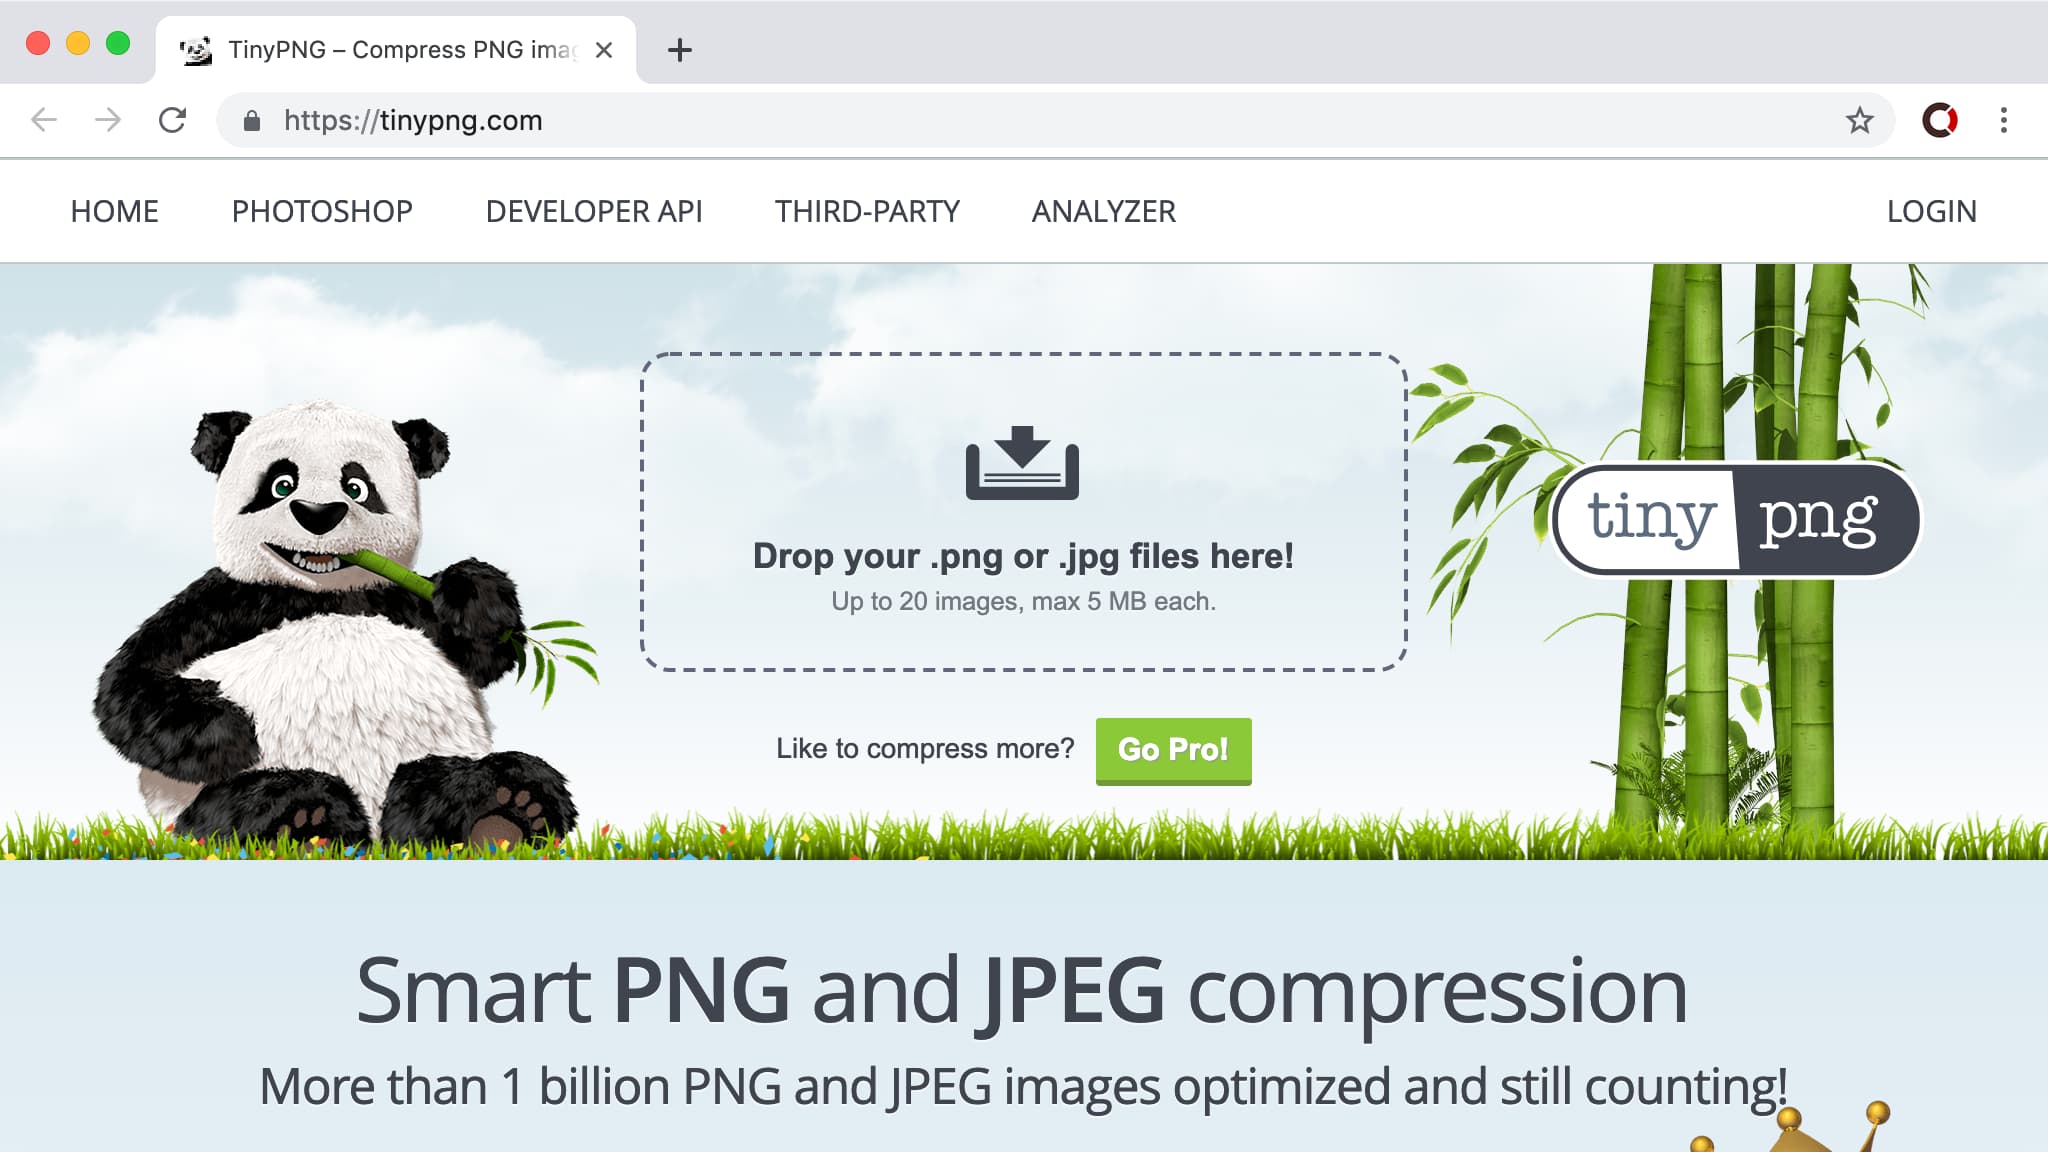 TinyPNG – Compress PNG imag
https://tinypng.com
HOME PHOTOSHOP DEVELOPER API THIRD-PARTY ANALYZER LOGIN
Drop your .png or .jpg files here!
Up to 20 images, max 5 MB each.
tiny png
Like to compress more? Go Pro!
Smart PNG and JPEG compression
More than 1 billion PNG and JPEG images optimized and still counting!